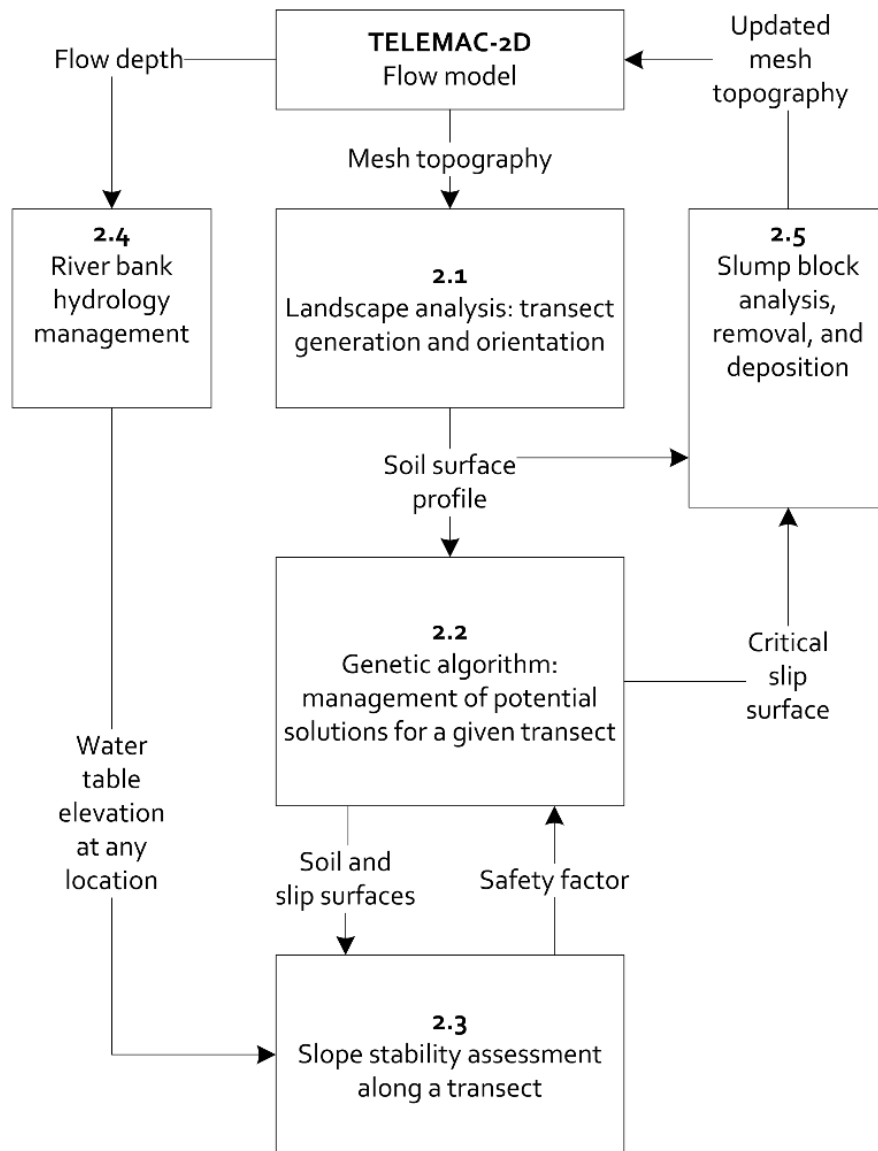 TELEMAC-2D
Flow model
Flow depth
Updated
mesh
topography
Mesh topography
2.4
River bank
hydrology
management
2.1
Landscape analysis: transect
generation and orientation
2.5
Slump block
analysis,
removal, and
deposition
Soil surface
profile
2.2
Genetic algorithm:
management of potential
solutions for a given transect
Critical
slip
surface
Water
table
elevation
at any
location
Soil and
slip surfaces
Safety factor
2.3
Slope stability assessment
along a transect